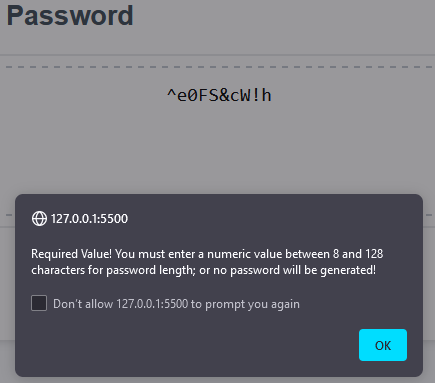 Password
^e0FS&cW!h
127.0.0.1:5500
Required Value! You must enter a numeric value between 8 and 128
characters for password length; or no password will be generated!
Don't allow 127.0.0.1:5500 to prompt you again
OK